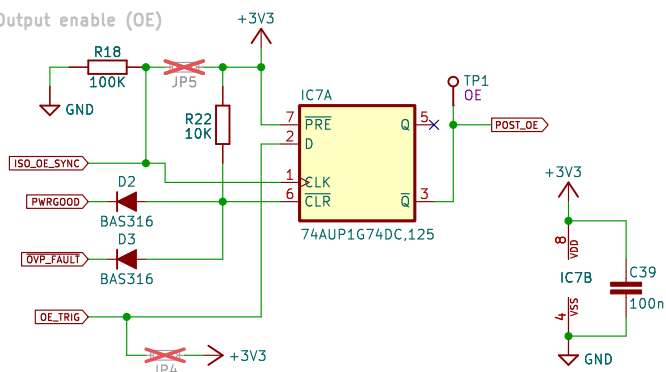 Output enable (OE)
+3V3
R18
100K
JP5
GND
TP1
OE
IC7A
R22
10K
7
PRE
Q
5
2
D
POST_OE
ISO_OE_SYNC
1
CLK
+3V3
D2
PWRGOOD
6
CLR
Q
3
BAS316
D3
74AUP1G74DC,125
8
VDD
OVP_FAULT
BAS316
IC7B
C39
100n
OE_TRIG
4
VSS
JP4
+3V3
GND